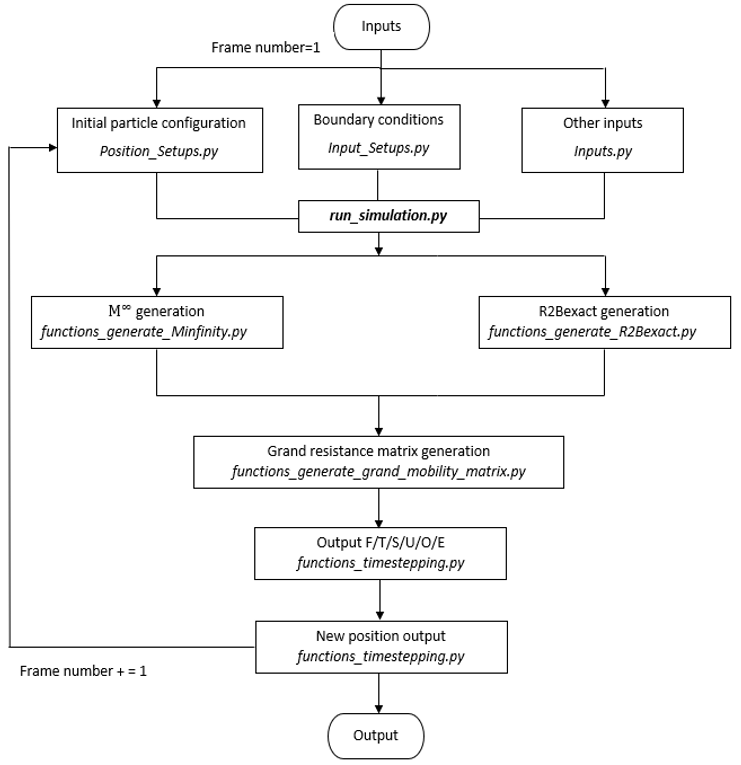 Inputs
Frame number=1
Initial particle configuration
Position_Setups.py
Boundary conditions
Input_Setups.py
Other inputs
Inputs.py
run_simulation.py
M∞ generation
functions_generate_Minfinity.py
R2Bexact generation
functions_generate_R2Bexact.py
Grand resistance matrix generation
functions_generate_grand_mobility_matrix.py
Output F/T/S/U/O/E
functions_timestepping.py
New position output
functions_timestepping.py
Frame number + = 1
Output